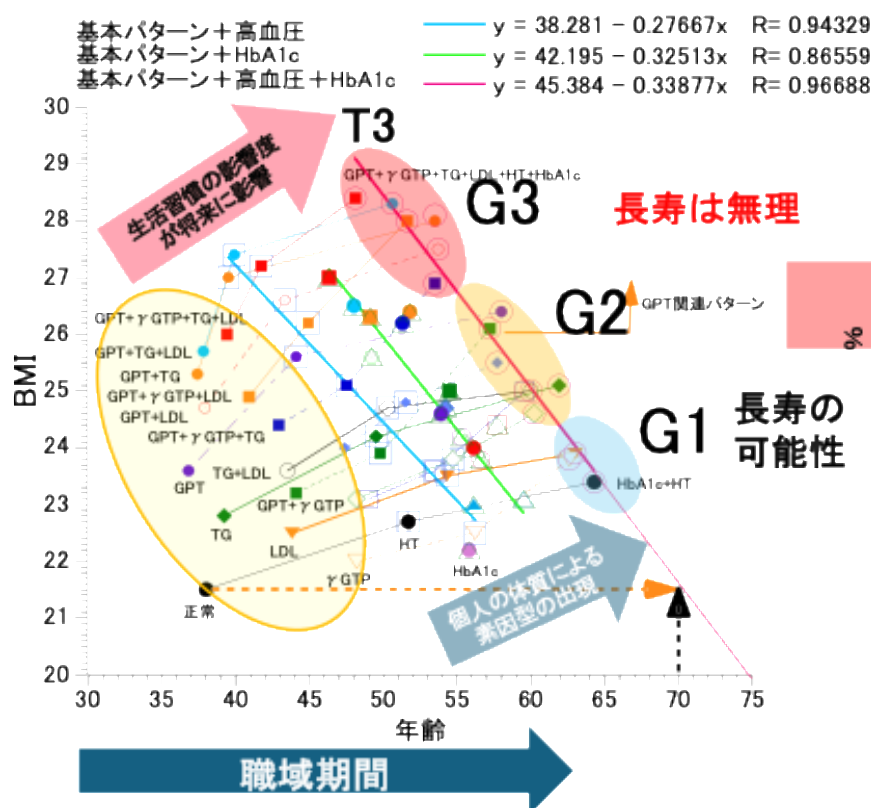 基本パターン＋高血圧
y = 38.281 − 0.27667x R= 0.94329
基本パターン＋HbA1c
y = 42.195 − 0.32513x R= 0.86559
基本パターン＋高血圧＋HbA1c
y = 45.384 − 0.33877x R= 0.96688
30
T3
生活習慣の影響度
が将来に影響
29
GPT+γGTP+TG+LDL+HT+HbA1c
G3
長寿は無理
28
27
G2
GPT関連パターン
GPT+γGTP+TG+LDL
26
%
GPT+TG+LDL
BMI
GPT+TG
25
GPT+γGTP+LDL
GPT+LDL
G1
長寿の
可能性
24
GPT+γGTP+TG
TG+LDL
GPT
HbA1c+HT
23
GPT+γGTP
TG
LDL
HT
22
γGTP
HbA1c
個人の体質による
素因型の出現
正常
21
20
30 35 40 45 50 55 60 65 70 75
年齢
職域期間